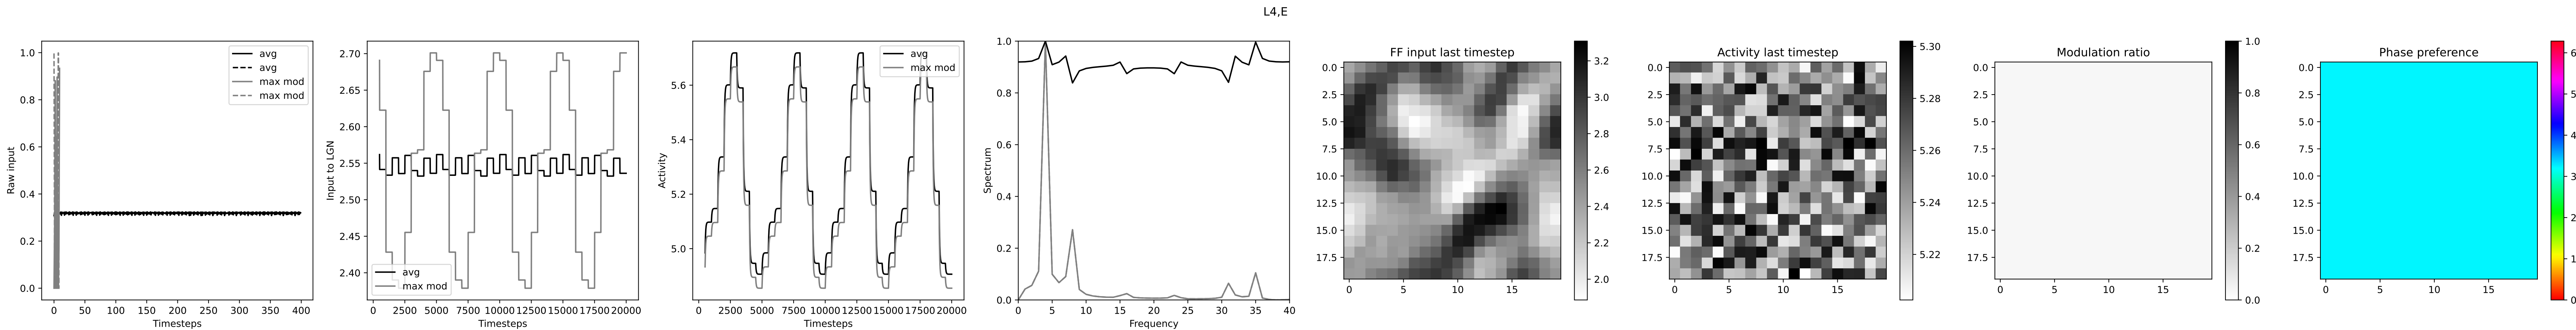 L4,E
Raw input
1.0
0.8
0.6
0.4
0.2
0.0
avg
avg
max mod
max mod
0 50 100 150 200 250 300 350 400
Timesteps
Input to LGN
2.70
2.65
2.60
2.55
2.50
2.45
2.40
avg
max mod
0 2500 5000 7500 10000 12500 15000 17500 20000
Timesteps
Activity
5.6
5.4
5.2
5.0
avg
max mod
0 2500 5000 7500 10000 12500 15000 17500 20000
Timesteps
Spectrum
1.0
0.8
0.6
0.4
0.2
0.0
0 5 10 15 20 25 30 35 40
Frequency
FF input last timestep
0.0
2.5
5.0
7.5
10.0
12.5
15.0
17.5
0 5 10 15
3.2
3.0
2.8
2.6
2.4
2.2
2.0
Activity last timestep
0.0
2.5
5.0
7.5
10.0
12.5
15.0
17.5
0 5 10 15
5.30
5.28
5.26
5.24
5.22
Modulation ratio
0.0
2.5
5.0
7.5
10.0
12.5
15.0
17.5
0 5 10 15
1.0
0.8
0.6
0.4
0.2
0.0
Phase preference
0.0
2.5
5.0
7.5
10.0
12.5
15.0
17.5
0 5 10 15
6
5
4
3
2
1
0